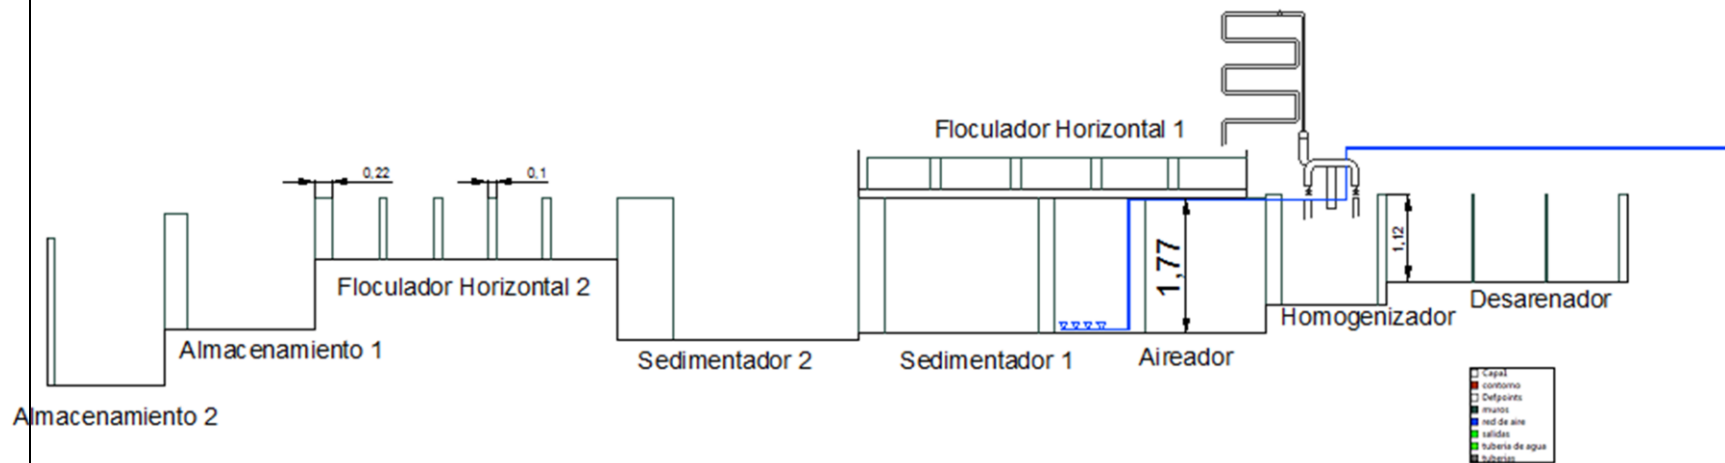 Floculador Horizontal 1
0,22
0,1
1,77
1,12
Floculador Horizontal 2
Desarenador
Homogenizador
Almacenamiento 1
Sedimentador 2
Sedimentador 1
Aireador
Almacenamiento 2
Capa1
contorno
Defpoints
muros
red de aire
salidas
tuberia de agua
tuberias